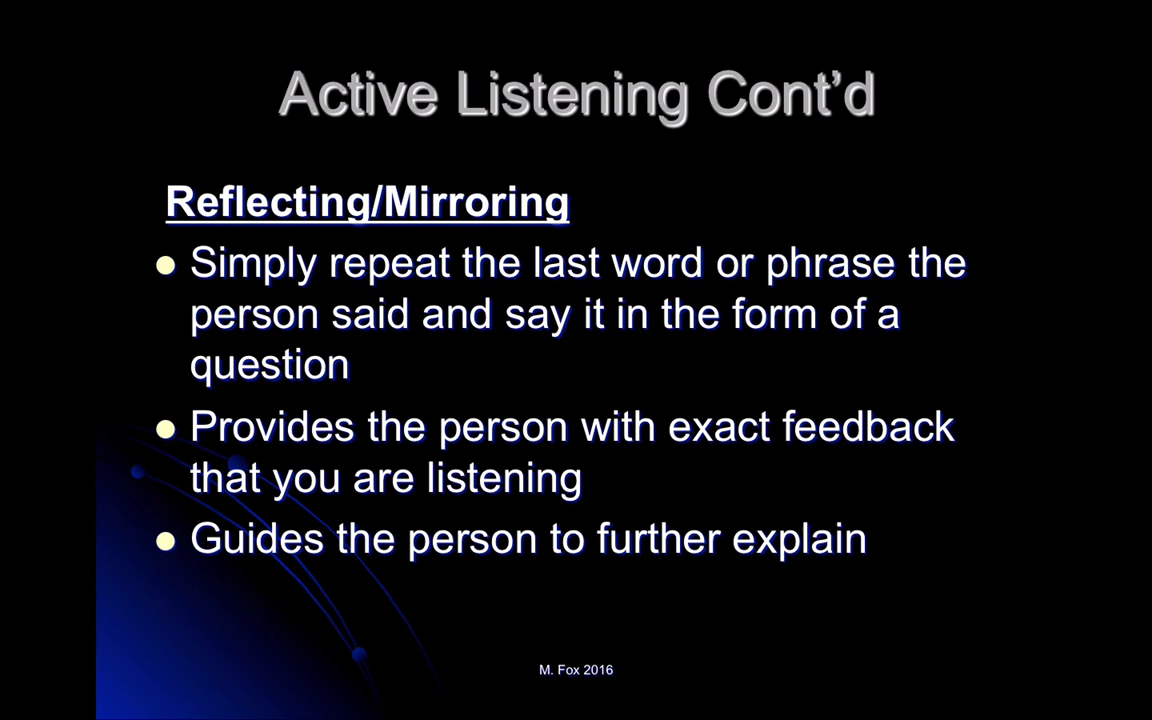 Active Listening Cont’d
Reflecting/Mirroring
Simply repeat the last word or phrase the
person said and say it in the form of a
question
Provides the person with exact feedback
that you are listening
Guides the person to further explain
M. Fox 2016